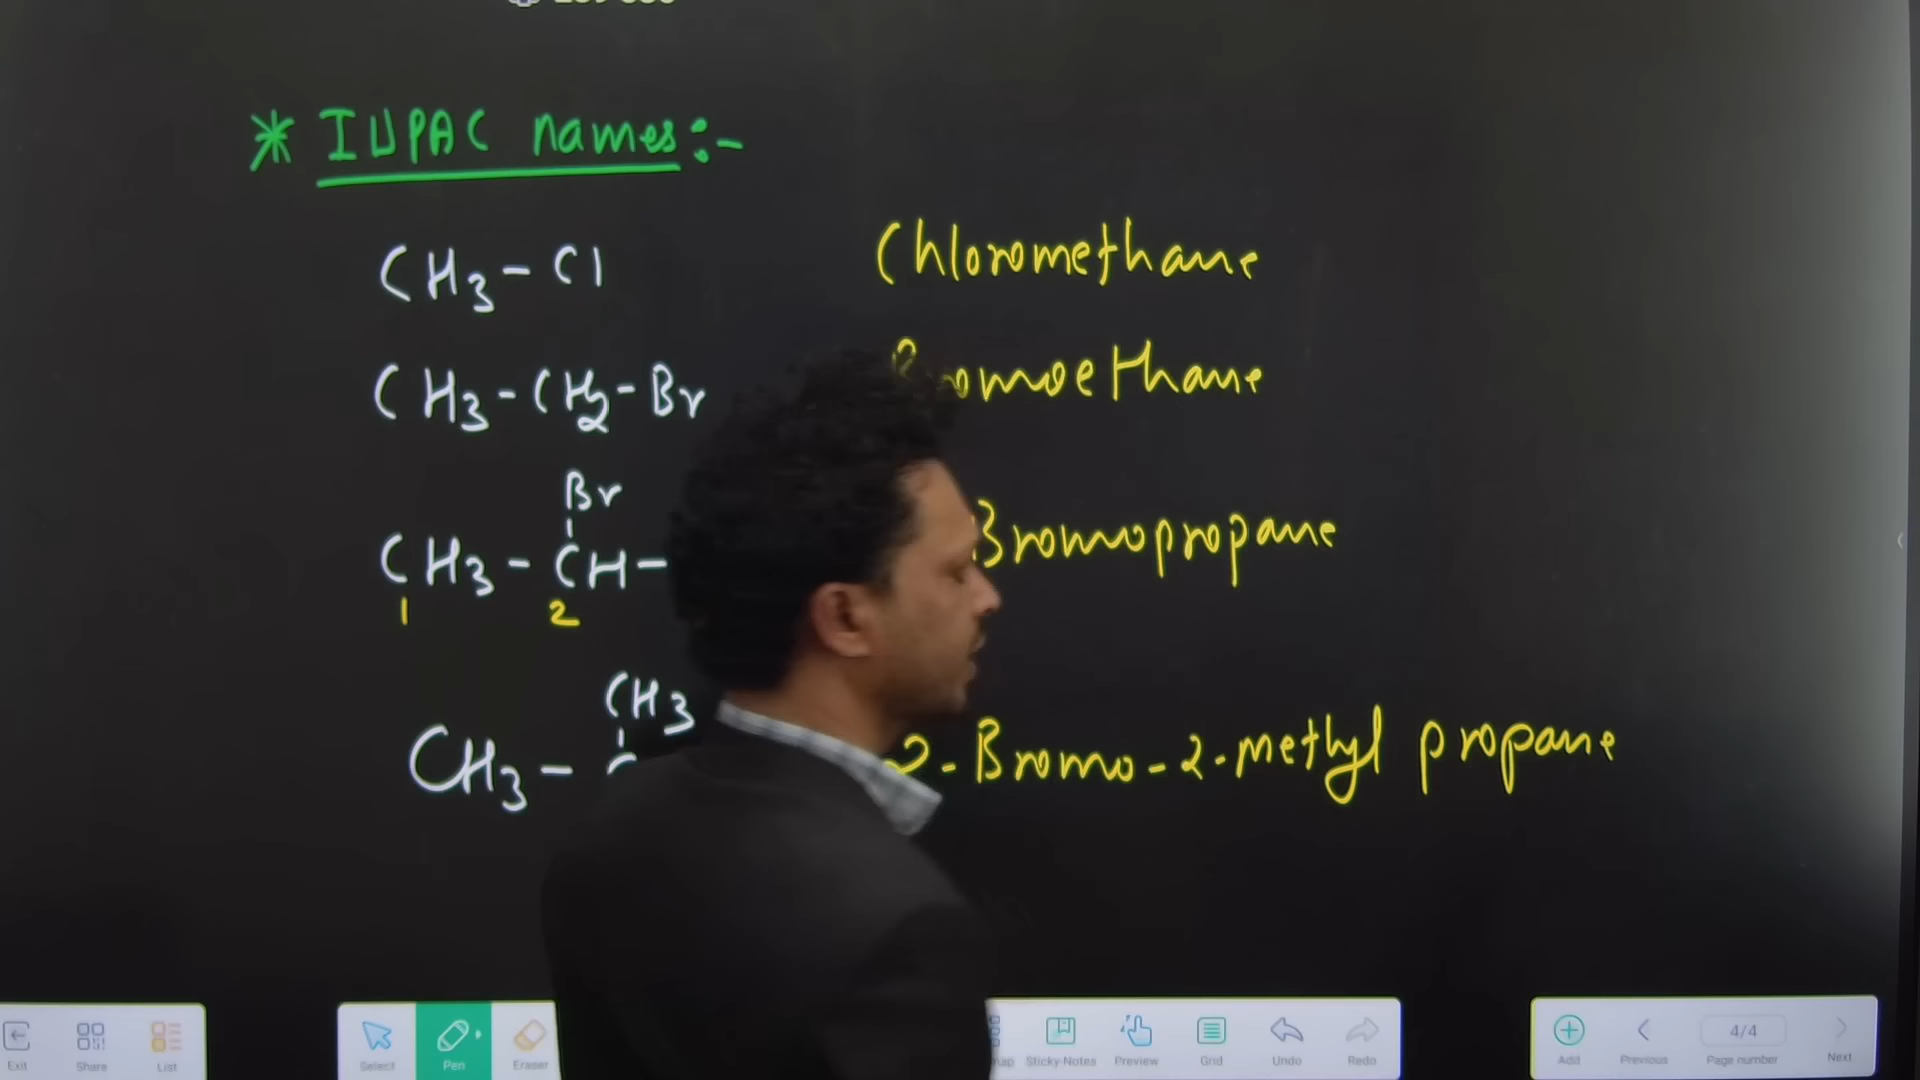 * IUPAC names:-
CH3-Cl Chloromethane
CH3-CH2-Br Bromoethane
Br
CH3-CH- Bromopropane
1 2
CH3
CH3- 2-Bromo-2-methyl propane
Exit Share List Select Pen Eraser Sticky Notes Preview Grid Undo Redo Add Previous 4/4 Page number Next